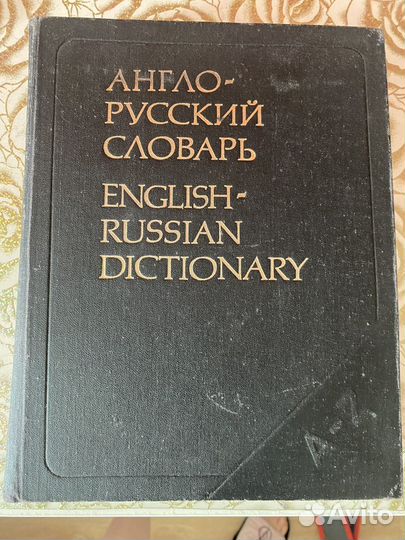 АНГЛО-
РУССКИЙ
СЛОВАРЬ
ENGLISH-
RUSSIAN
DICTIONARY
A-Z
Avito